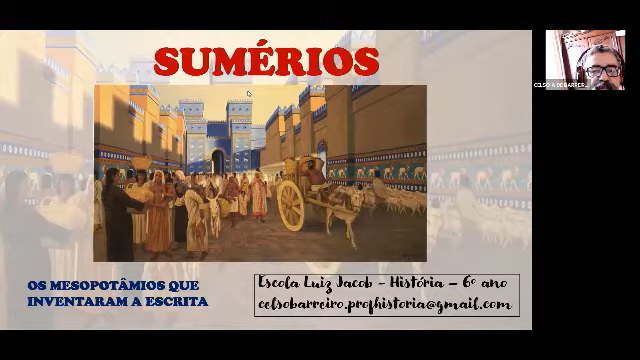 SUMÉRIOS
OS MESOPOTÂMIOS QUE
INVENTARAM A ESCRITA
Escola Luiz Jacob - História - 6º ano
celsobarreiro.profhistoria@gmail.com